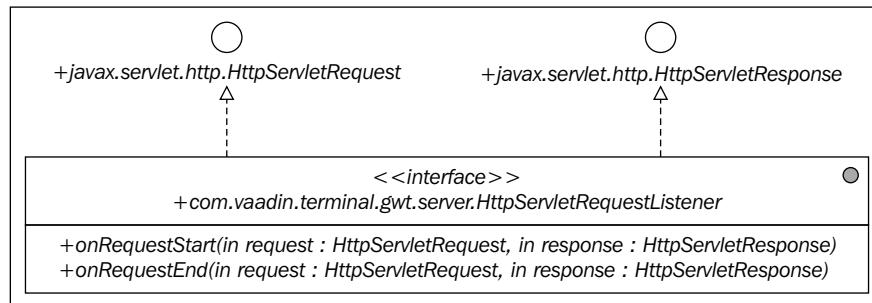 +javax.servlet.http.HttpServletRequest
+javax.servlet.http.HttpServletResponse
<<interface>>
+com.vaadin.terminal.gwt.server.HttpServletRequestListener
+onRequestStart(in request : HttpServletRequest, in response : HttpServletResponse)
+onRequestEnd(in request : HttpServletRequest, in response : HttpServletResponse)